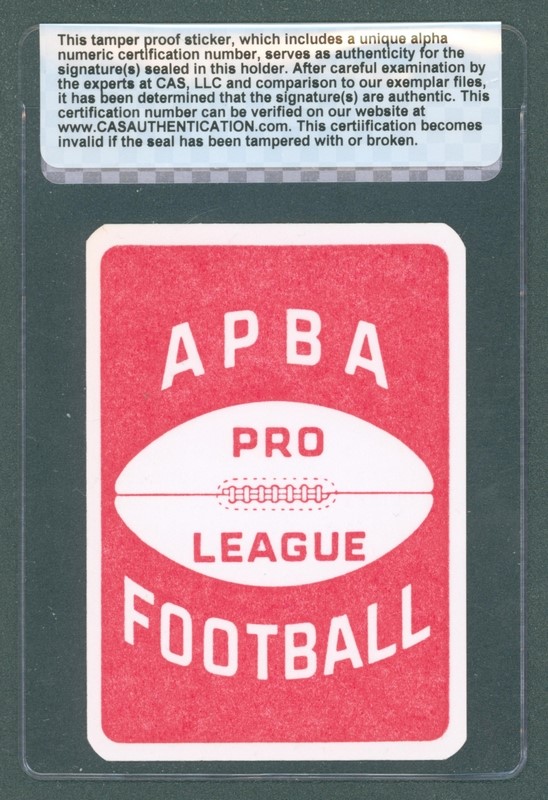 This tamper proof sticker, which includes a unique alpha
numeric certification number, serves as authenticity for the
signature(s) sealed in this holder. After careful examination by
the experts at CAS, LLC and comparison to our exemplar files,
it has been determined that the signature(s) are authentic. This
certification number can be verified on our website at
www.CASAUTHENTICATION.com. This certiification becomes
invalid if the seal has been tampered with or broken.
APBA
PRO
LEAGUE
FOOTBALL